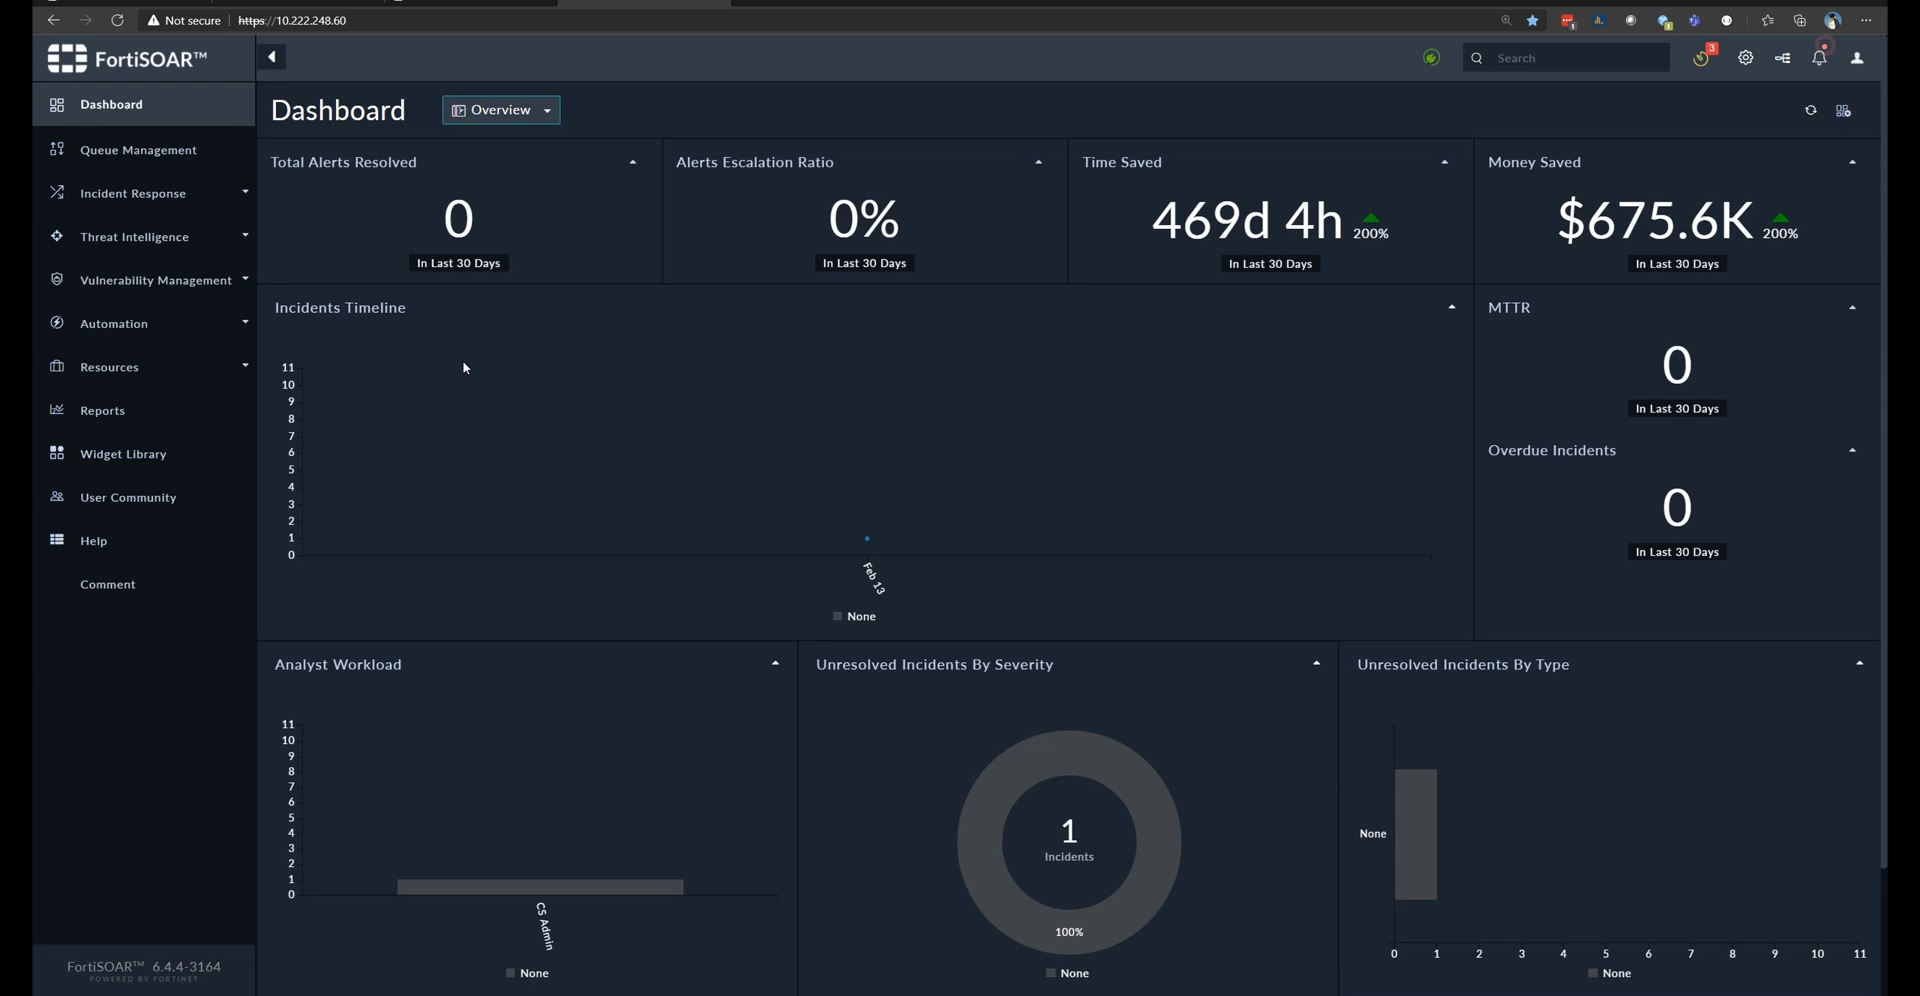 Not secure https://10.222.248.60
1
1
FortiSOAR™
Search
3
Dashboard
Queue Management
Incident Response
Threat Intelligence
Vulnerability Management
Automation
Resources
Reports
Widget Library
User Community
Help
Comment
FortiSOAR™ 6.4.4-3164
POWERED BY FORTINET
Dashboard
Overview
Total Alerts Resolved
0
In Last 30 Days
Alerts Escalation Ratio
0%
In Last 30 Days
Time Saved
469d 4h
200%
In Last 30 Days
Money Saved
$675.6K
200%
In Last 30 Days
Incidents Timeline
11
10
9
8
7
6
5
4
3
2
1
0
Feb 13
None
MTTR
0
In Last 30 Days
Overdue Incidents
0
In Last 30 Days
Analyst Workload
11
10
9
8
7
6
5
4
3
2
1
0
CS Admin
None
Unresolved Incidents By Severity
1
Incidents
100%
None
Unresolved Incidents By Type
None
0 1 2 3 4 5 6 7 8 9 10 11
None